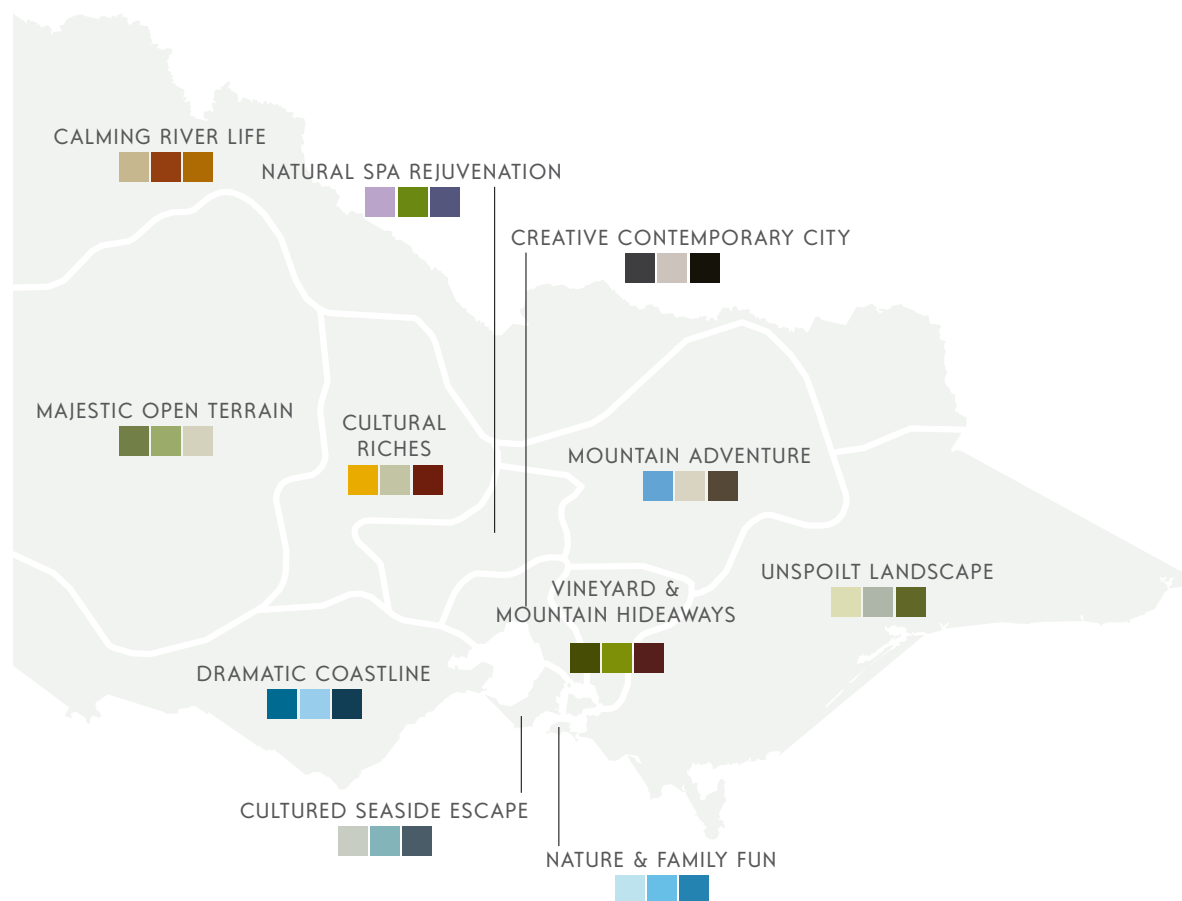 CALMING RIVER LIFE
NATURAL SPA REJUVENATION
CREATIVE CONTEMPORARY CITY
MAJESTIC OPEN TERRAIN
CULTURAL
RICHES
MOUNTAIN ADVENTURE
UNSPOILT LANDSCAPE
VINEYARD &
MOUNTAIN HIDEAWAYS
DRAMATIC COASTLINE
CULTURED SEASIDE ESCAPE
NATURE & FAMILY FUN